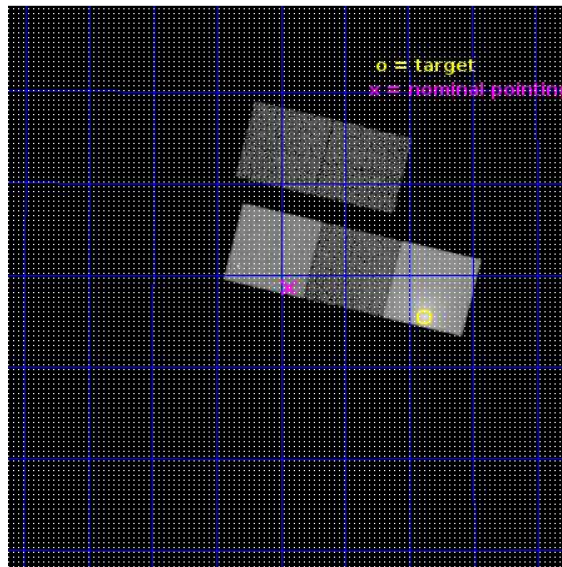 o = target
x = nominal pointing